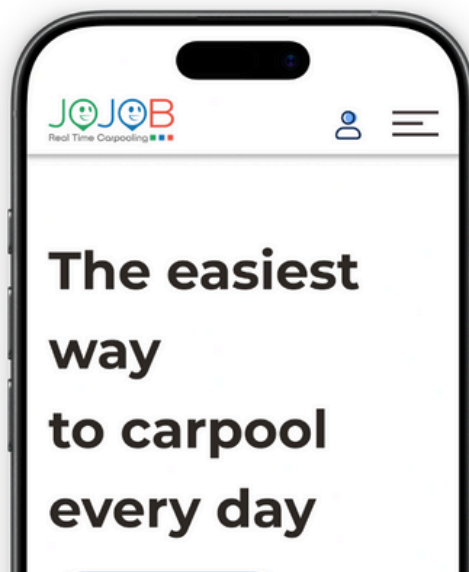 JOJOB
Real Time Carpooling
The easiest
way
to carpool
every day